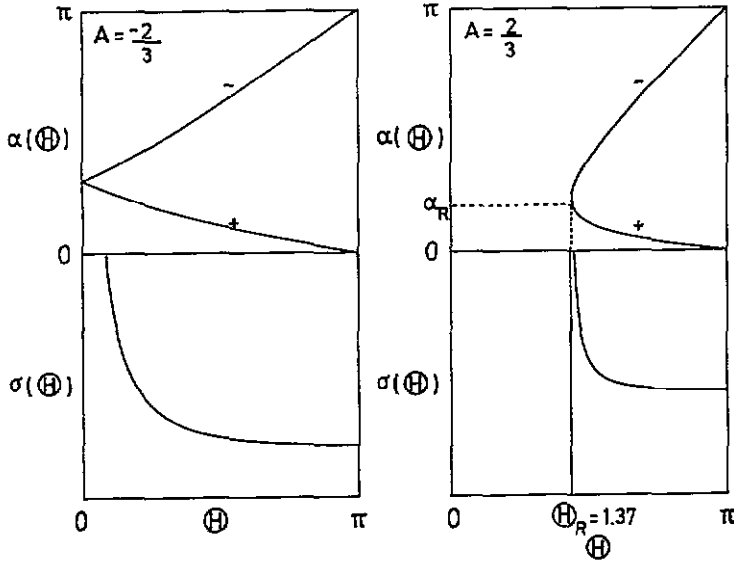 π
A = -2/3
α(Θ)
-
+
0
σ(Θ)
0
Θ
π
π
A = 2/3
α(Θ)
-
α_R
+
0
σ(Θ)
0
Θ_R = 1.37
π
Θ